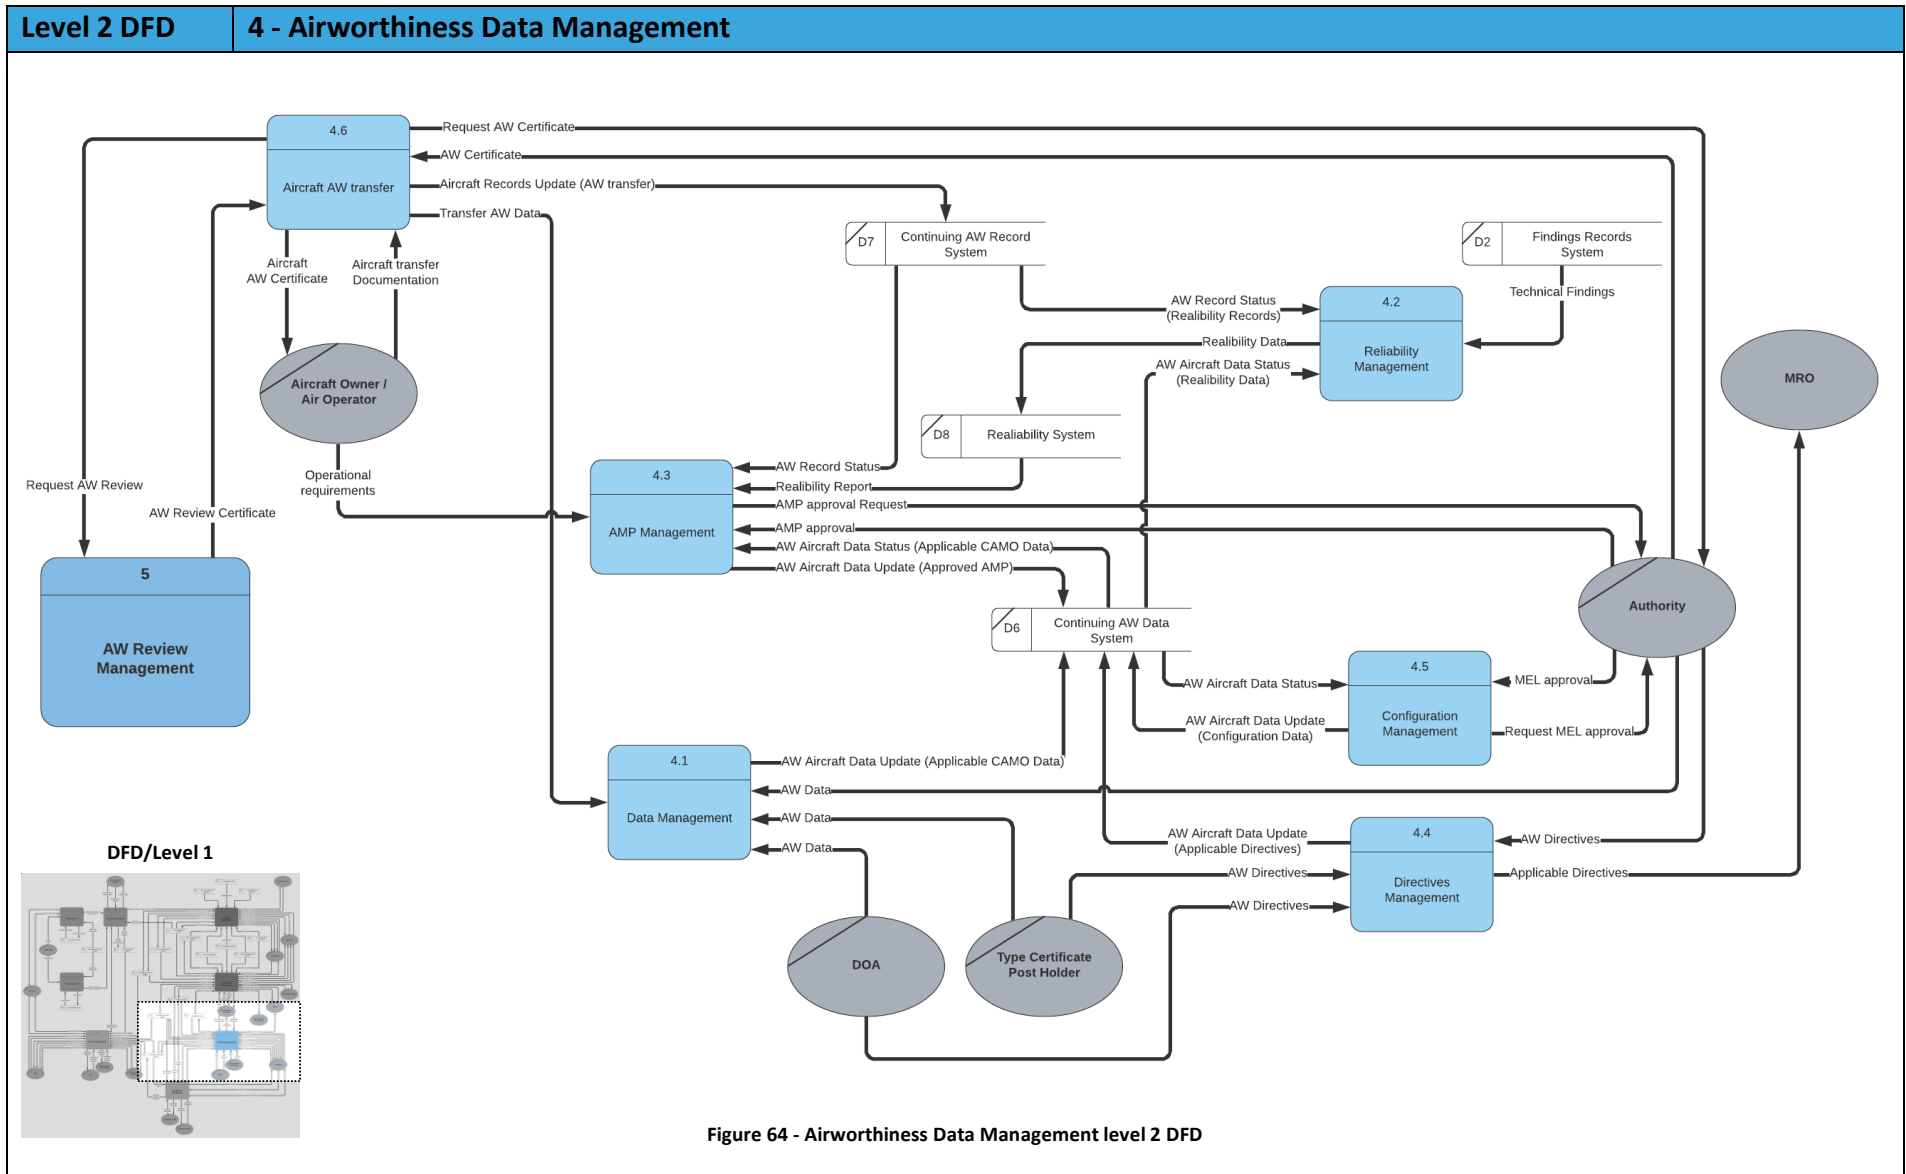 Level 2 DFD
4 - Airworthiness Data Management
4.6
Aircraft AW transfer
Request AW Certificate
AW Certificate
Aircraft Records Update (AW transfer)
Transfer AW Data
D7
Continuing AW Record
System
D2
Findings Records
System
Aircraft
AW Certificate
Aircraft transfer
Documentation
Technical Findings
AW Record Status
(Realibility Records)
4.2
Reliability
Management
Realibility Data
AW Aircraft Data Status
(Realibility Data)
MRO
Aircraft Owner /
Air Operator
D8
Realiability System
Operational
requirements
Request AW Review
AW Review Certificate
4.3
AMP Management
AW Record Status
Realibility Report
AMP approval Request
AMP approval
AW Aircraft Data Status (Applicable CAMO Data)
AW Aircraft Data Update (Approved AMP)
5
AW Review
Management
D6
Continuing AW Data
System
Authority
4.5
Configuration
Management
AW Aircraft Data Status
MEL approval
AW Aircraft Data Update
(Configuration Data)
Request MEL approval
4.1
Data Management
AW Aircraft Data Update (Applicable CAMO Data)
AW Data
AW Data
AW Data
4.4
Directives
Management
AW Aircraft Data Update
(Applicable Directives)
AW Directives
AW Directives
Applicable Directives
AW Directives
DFD/Level 1
DOA
Type Certificate
Post Holder
Figure 64 - Airworthiness Data Management level 2 DFD